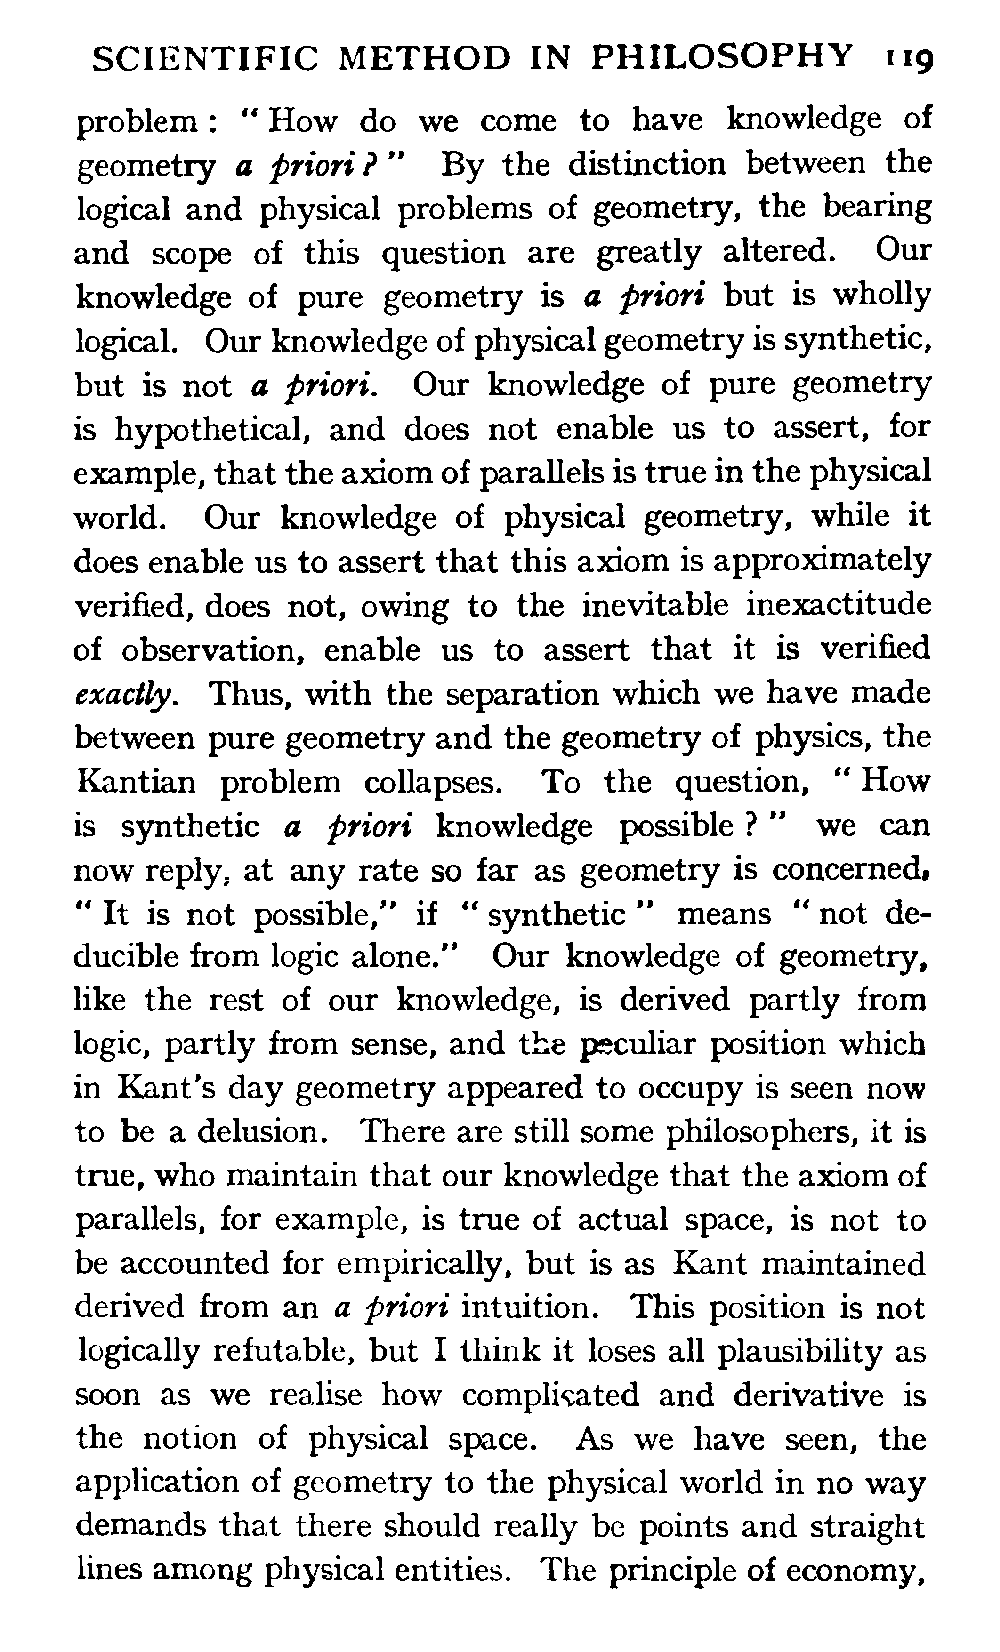 SCIENTIFIC METHOD IN PHILOSOPHY 119
problem : " How do we come to have knowledge of
geometry a priori ? " By the distinction between the
logical and physical problems of geometry, the bearing
and scope of this question are greatly altered. Our
knowledge of pure geometry is a priori but is wholly
logical. Our knowledge of physical geometry is synthetic,
but is not a priori. Our knowledge of pure geometry
is hypothetical, and does not enable us to assert, for
example, that the axiom of parallels is true in the physical
world. Our knowledge of physical geometry, while it
does enable us to assert that this axiom is approximately
verified, does not, owing to the inevitable inexactitude
of observation, enable us to assert that it is verified
exactly. Thus, with the separation which we have made
between pure geometry and the geometry of physics, the
Kantian problem collapses. To the question, " How
is synthetic a priori knowledge possible ? " we can
now reply, at any rate so far as geometry is concerned,
" It is not possible," if " synthetic " means " not de-
ducible from logic alone." Our knowledge of geometry,
like the rest of our knowledge, is derived partly from
logic, partly from sense, and the peculiar position which
in Kant's day geometry appeared to occupy is seen now
to be a delusion. There are still some philosophers, it is
true, who maintain that our knowledge that the axiom of
parallels, for example, is true of actual space, is not to
be accounted for empirically, but is as Kant maintained
derived from an a priori intuition. This position is not
logically refutable, but I think it loses all plausibility as
soon as we realise how complicated and derivative is
the notion of physical space. As we have seen, the
application of geometry to the physical world in no way
demands that there should really be points and straight
lines among physical entities. The principle of economy,